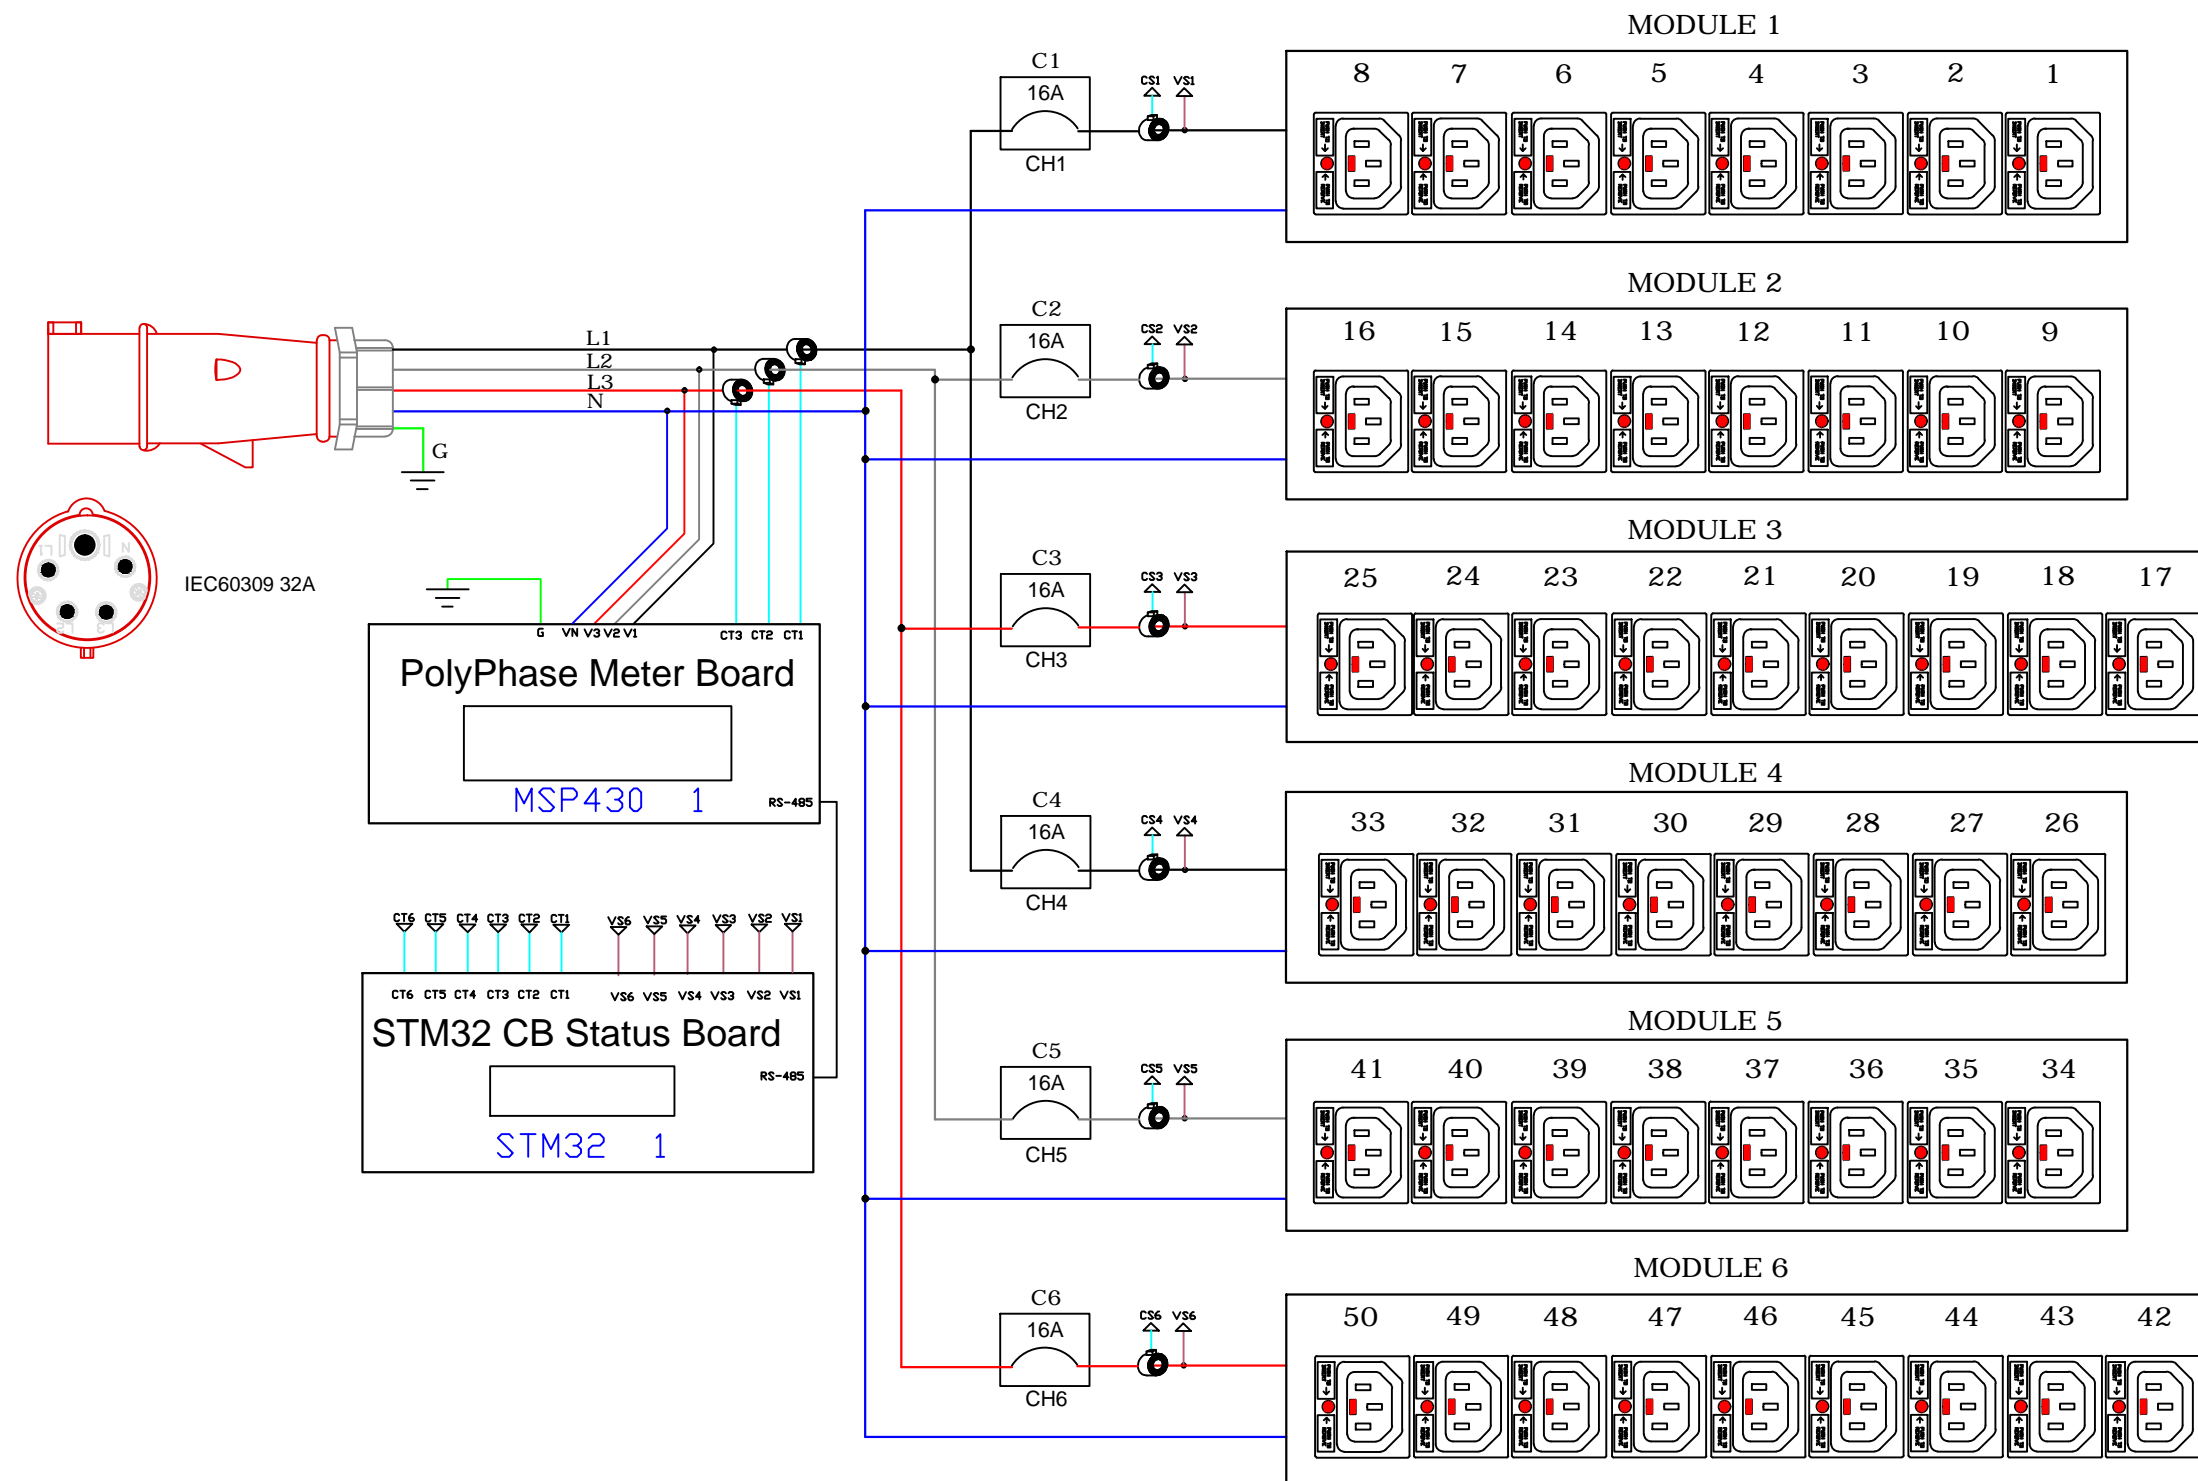 MODULE 1
C1
16A
CH1
CS1 VS1
8 7 6 5 4 3 2 1
MODULE 2
C2
16A
CH2
CS2 VS2
16 15 14 13 12 11 10 9
L1
L2
L3
N
G
IEC60309 32A
L1 N
L2 L3
MODULE 3
C3
16A
CH3
CS3 VS3
25 24 23 22 21 20 19 18 17
G VN V3 V2 V1 CT3 CT2 CT1
PolyPhase Meter Board
MSP430 1
RS-485
MODULE 4
C4
16A
CH4
CS4 VS4
33 32 31 30 29 28 27 26
CT6 CT5 CT4 CT3 CT2 CT1 VS6 VS5 VS4 VS3 VS2 VS1
CT6 CT5 CT4 CT3 CT2 CT1 VS6 VS5 VS4 VS3 VS2 VS1
STM32 CB Status Board
RS-485
STM32 1
MODULE 5
C5
16A
CH5
CS5 VS5
41 40 39 38 37 36 35 34
MODULE 6
C6
16A
CH6
CS6 VS6
50 49 48 47 46 45 44 43 42